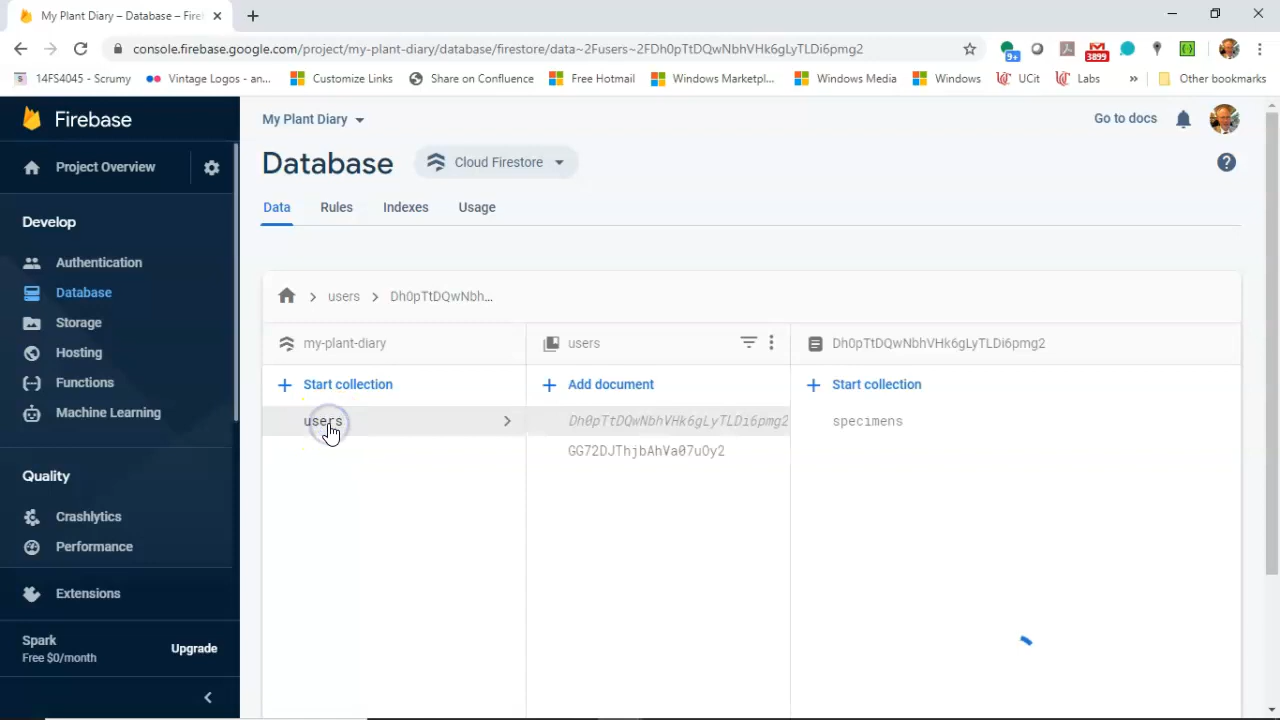 My Plant Diary – Database – Fire
console.firebase.google.com/project/my-plant-diary/database/firestore/data~2Fusers~2FDh0pTtDQwNbhVHk6gLyTLDi6pmg2
9+
3899
14FS4045 - Scrumy
Vintage Logos - an...
Customize Links
Share on Confluence
Free Hotmail
Windows Marketpl...
Windows Media
Windows
UCit
Labs
»
Other bookmarks
Firebase
My Plant Diary
Go to docs
Project Overview
Database
Cloud Firestore
Develop
Data
Rules
Indexes
Usage
Authentication
Database
Storage
Hosting
Functions
Machine Learning
Quality
Crashlytics
Performance
Extensions
Spark
Free $0/month
Upgrade
users
Dh0pTtDQwNbh...
my-plant-diary
users
Dh0pTtDQwNbhVHk6gLyTLDi6pmg2
Start collection
Add document
Start collection
users
Dh0pTtDQwNbhVHk6gLyTLDi6pmg2
specimens
GG72DJThjbAhVa07uOy2